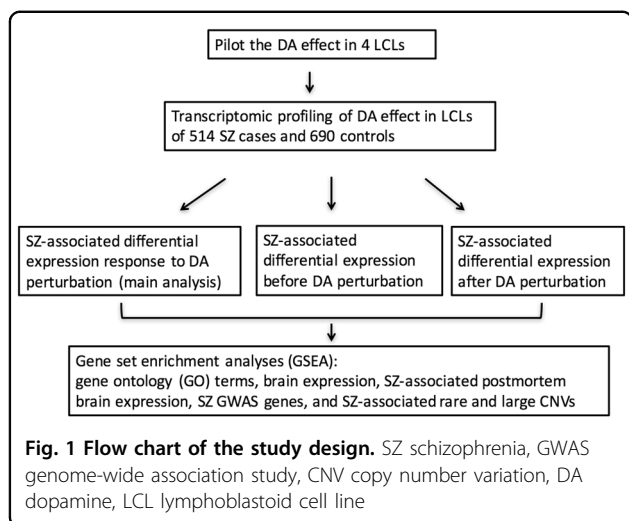 Pilot the DA effect in 4 LCLs
Transcriptomic profiling of DA effect in LCLs
of 514 SZ cases and 690 controls
SZ-associated differential
expression response to DA
perturbation (main analysis)
SZ-associated
differential expression
before DA perturbation
SZ-associated
differential expression
after DA perturbation
Gene set enrichment analyses (GSEA):
gene ontology (GO) terms, brain expression, SZ-associated postmortem
brain expression, SZ GWAS genes, and SZ-associated rare and large CNVs
Fig. 1 Flow chart of the study design. SZ schizophrenia, GWAS
genome-wide association study, CNV copy number variation, DA
dopamine, LCL lymphoblastoid cell line